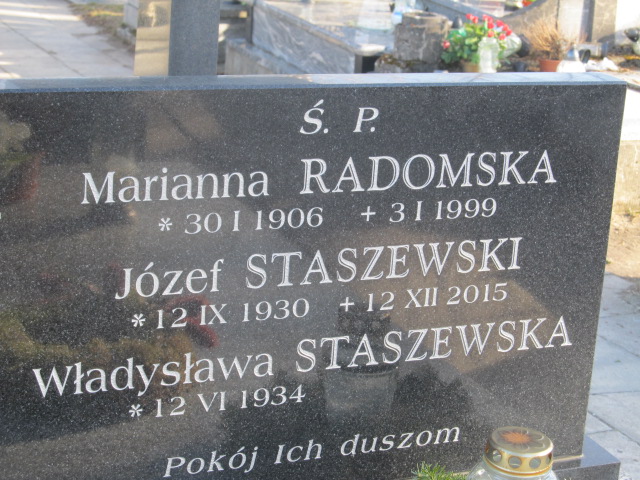 Ś. P.
Marianna RADOMSKA
* 30 I 1906 + 3 I 1999
Józef STASZEWSKI
* 12 IX 1930 + 12 XII 2015
Władysława STASZEWSKA
* 12 VI 1934
Pokój Ich duszom